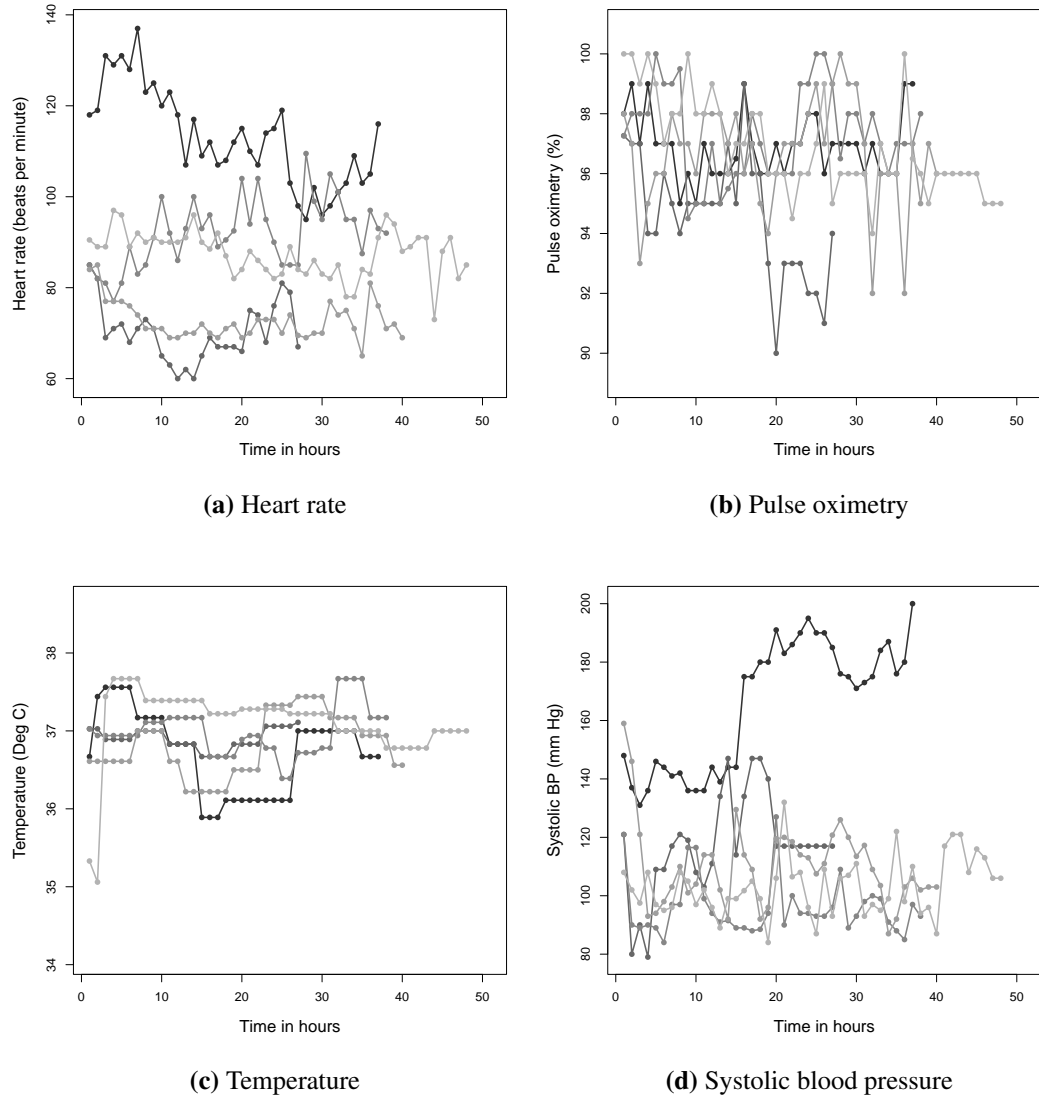 140
120
100
80
60
Heart rate (beats per minute)
0 10 20 30 40 50
Time in hours
(a) Heart rate
100
98
96
94
92
90
Pulse oximetry (%)
0 10 20 30 40 50
Time in hours
(b) Pulse oximetry
38
37
36
35
34
Temperature (Deg C)
0 10 20 30 40 50
Time in hours
(c) Temperature
200
180
160
140
120
100
80
Systolic BP (mm Hg)
0 10 20 30 40 50
Time in hours
(d) Systolic blood pressure